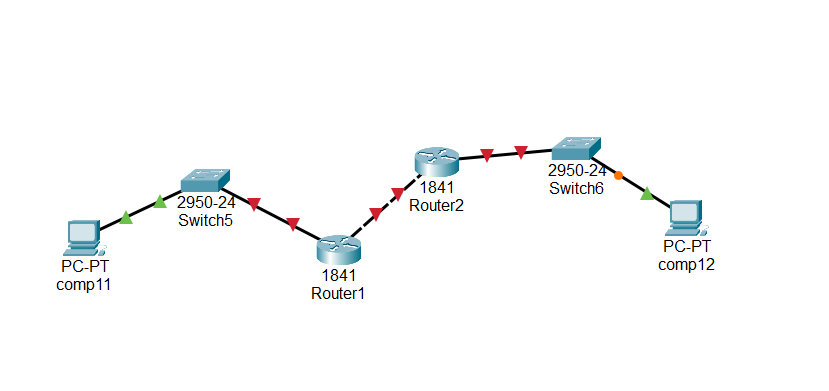 2950-24
Switch5
PC-PT
comp11
1841
Router1
1841
Router2
2950-24
Switch6
PC-PT
comp12